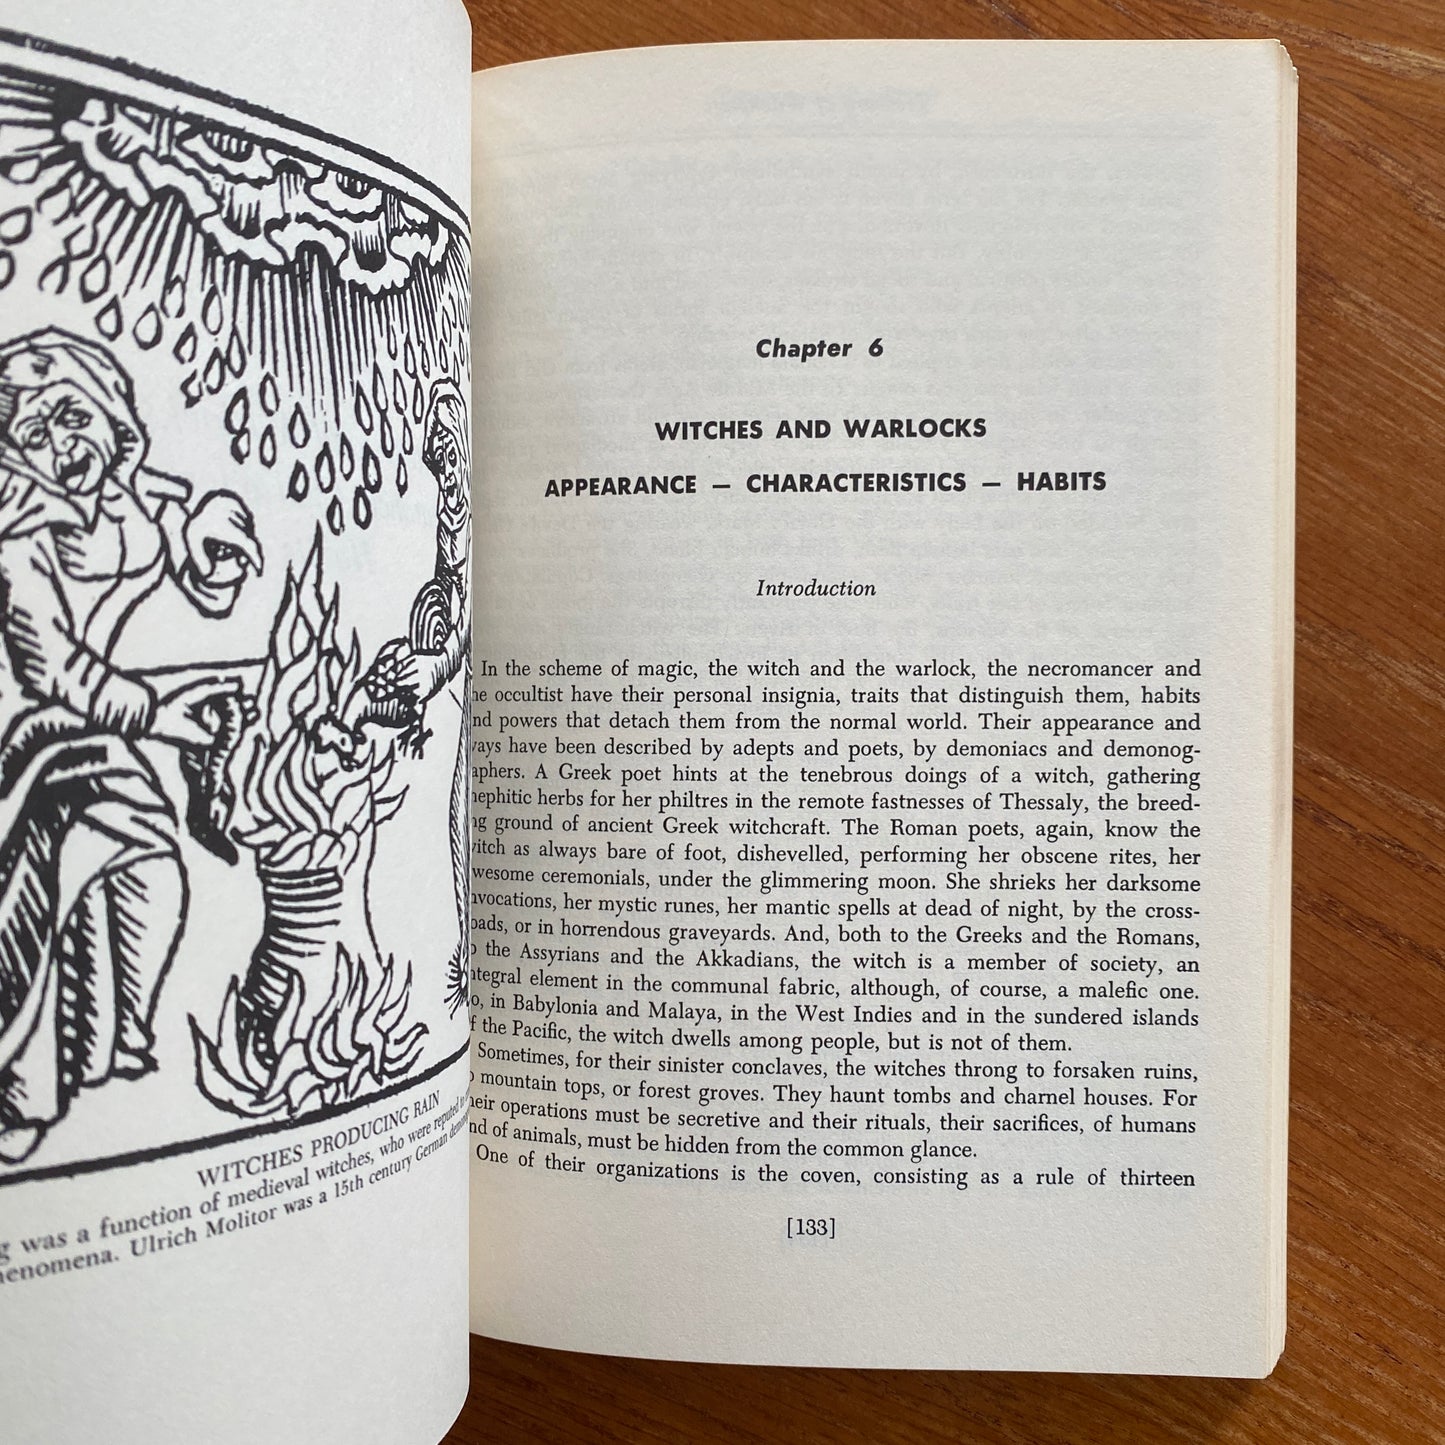 WITCHES PRODUCING RAIN
was a function of medieval witches, who were reputed
Ulrich Molitor was a 15th century German
Chapter 6
WITCHES AND WARLOCKS
APPEARANCE — CHARACTERISTICS — HABITS
Introduction
In the scheme of magic, the witch and the warlock, the necromancer and
he occultist have their personal insignia, traits that distinguish them, habits
nd powers that detach them from the normal world. Their appearance and
ways have been described by adepts and poets, by demoniacs and demonog-
aphers. A Greek poet hints at the tenebrous doings of a witch, gathering
mephitic herbs for her philtres in the remote fastnesses of Thessaly, the breed-
ng ground of ancient Greek witchcraft. The Roman poets, again, know the
itch as always bare of foot, dishevelled, performing her obscene rites, her
wesome ceremonials, under the glimmering moon. She shrieks her darksome
nvocations, her mystic runes, her mantic spells at dead of night, by the cross-
oads, or in horrendous graveyards. And, both to the Greeks and the Romans,
o the Assyrians and the Akkadians, the witch is a member of society, an
ntegral element in the communal fabric, although, of course, a malefic one.
o, in Babylonia and Malaya, in the West Indies and in the sundered islands
f the Pacific, the witch dwells among people, but is not of them.
Sometimes, for their sinister conclaves, the witches throng to forsaken ruins,
o mountain tops, or forest groves. They haunt tombs and charnel houses. For
heir operations must be secretive and their rituals, their sacrifices, of humans
nd of animals, must be hidden from the common glance.
One of their organizations is the coven, consisting as a rule of thirteen
[133]